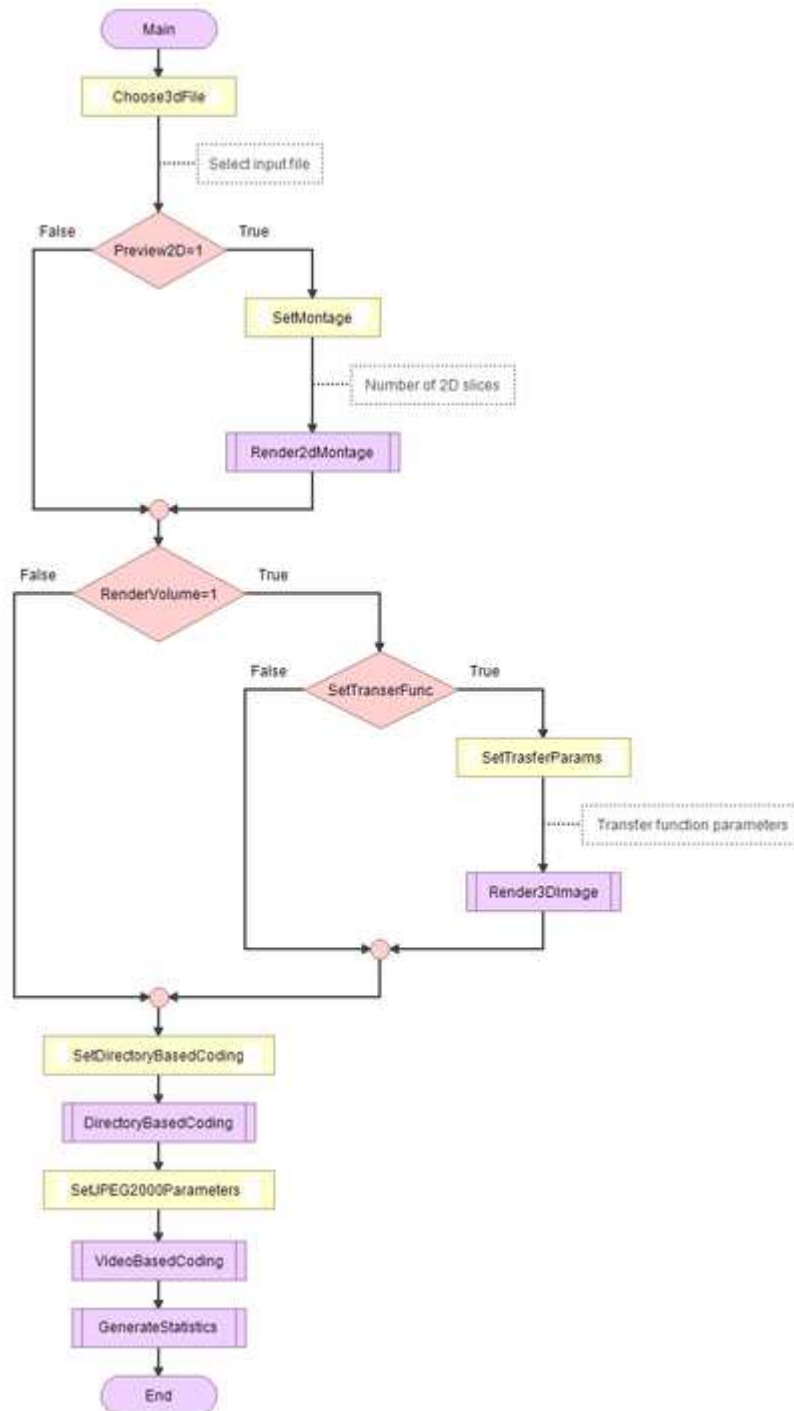 Main
Choose3dFile
Select input file
False
True
Preview2D=1
SetMontage
Number of 2D slices
Render2dMontage
False
True
RenderVolume=1
False
True
SetTranserFunc
SetTrasferParams
Transfer function parameters
Render3DImage
SetDirectoryBasedCoding
DirectoryBasedCoding
SetJPEG2000Parameters
VideoBasedCoding
GenerateStatistics
End